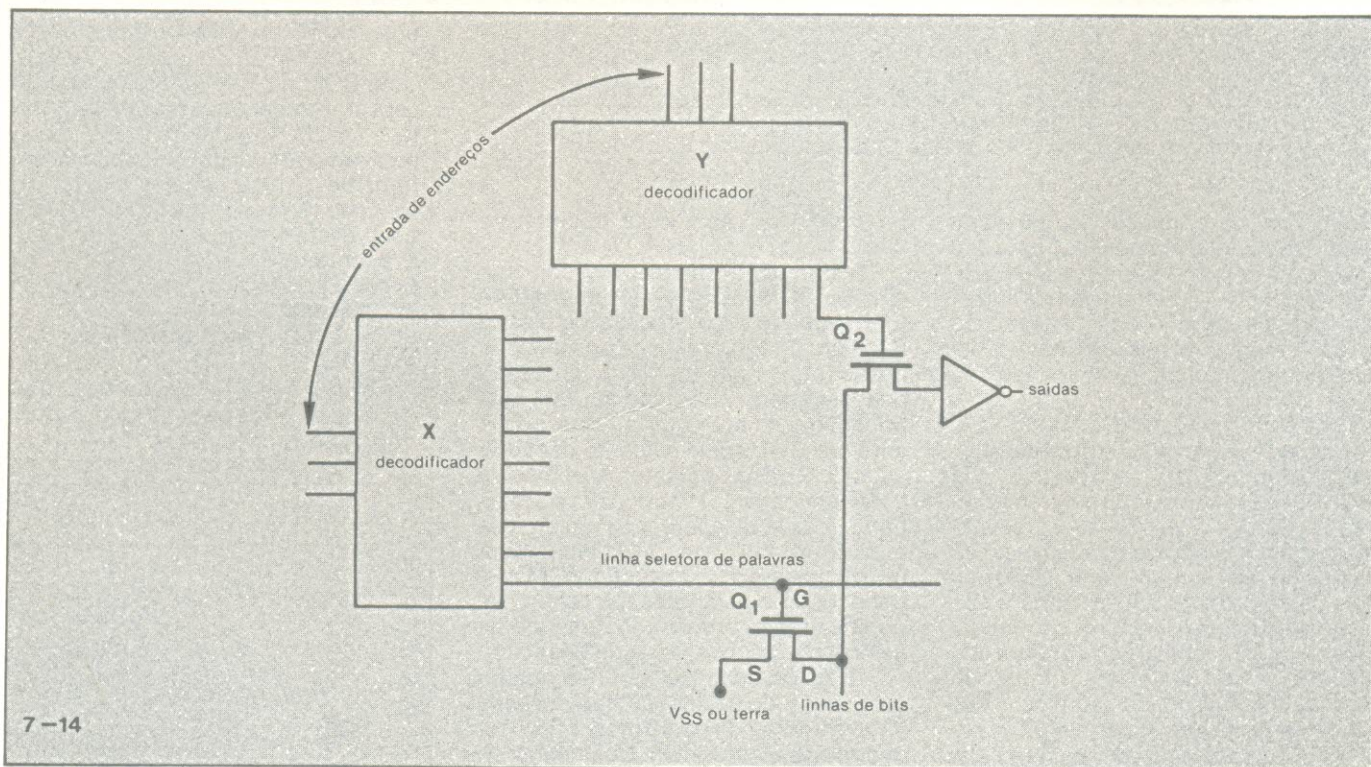 entrada de endereços
Y
decodificador
Q2
saídas
X
decodificador
linha seletora de palavras
Q1
G
S
D
VSS ou terra
linhas de bits
7-14